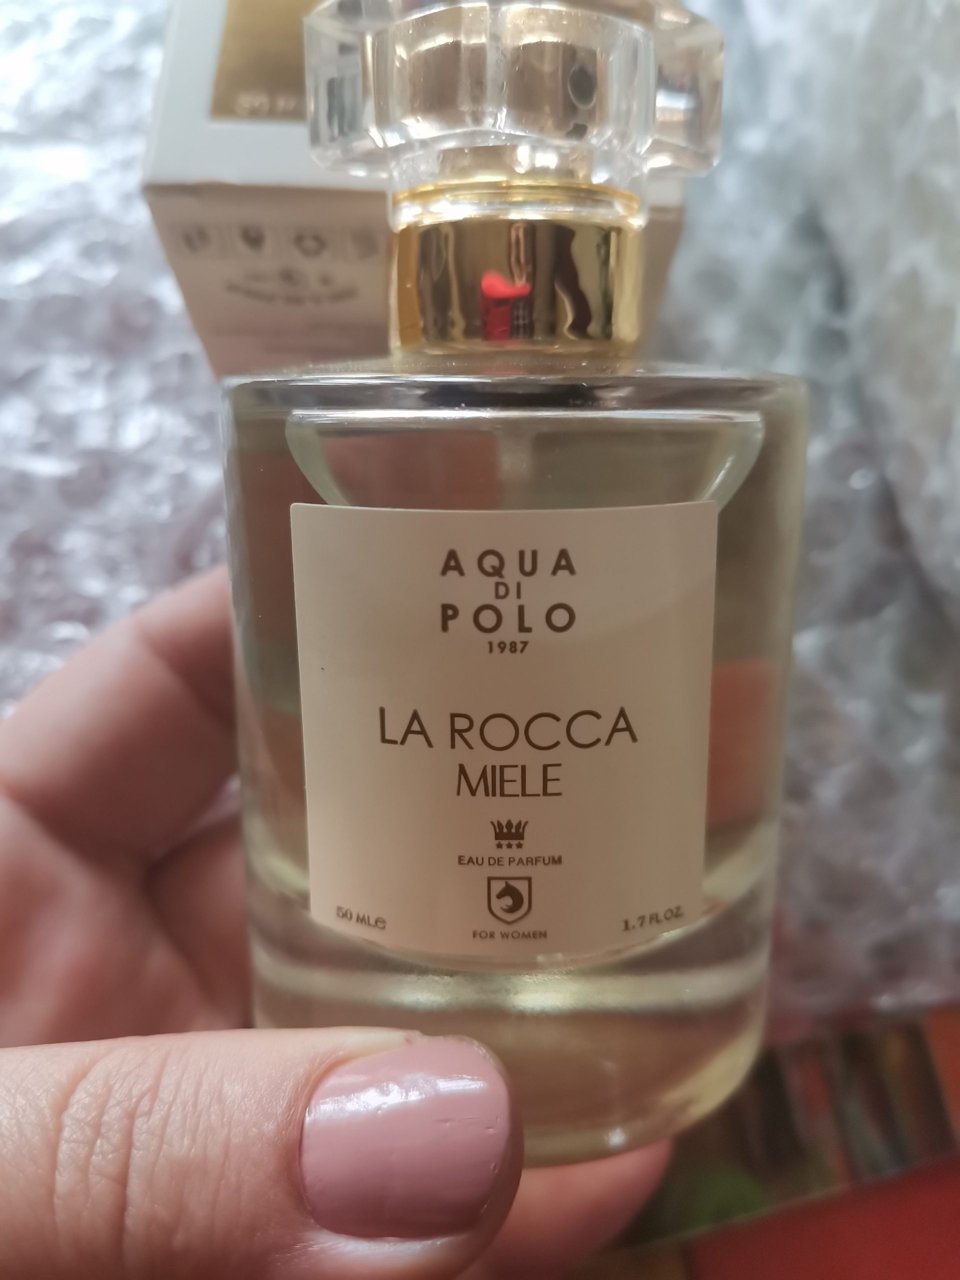 AQUA
DI
POLO
1987
LA ROCCA
MIELE
EAU DE PARFUM
50 MLe
1.7 FL OZ.
FOR WOMEN